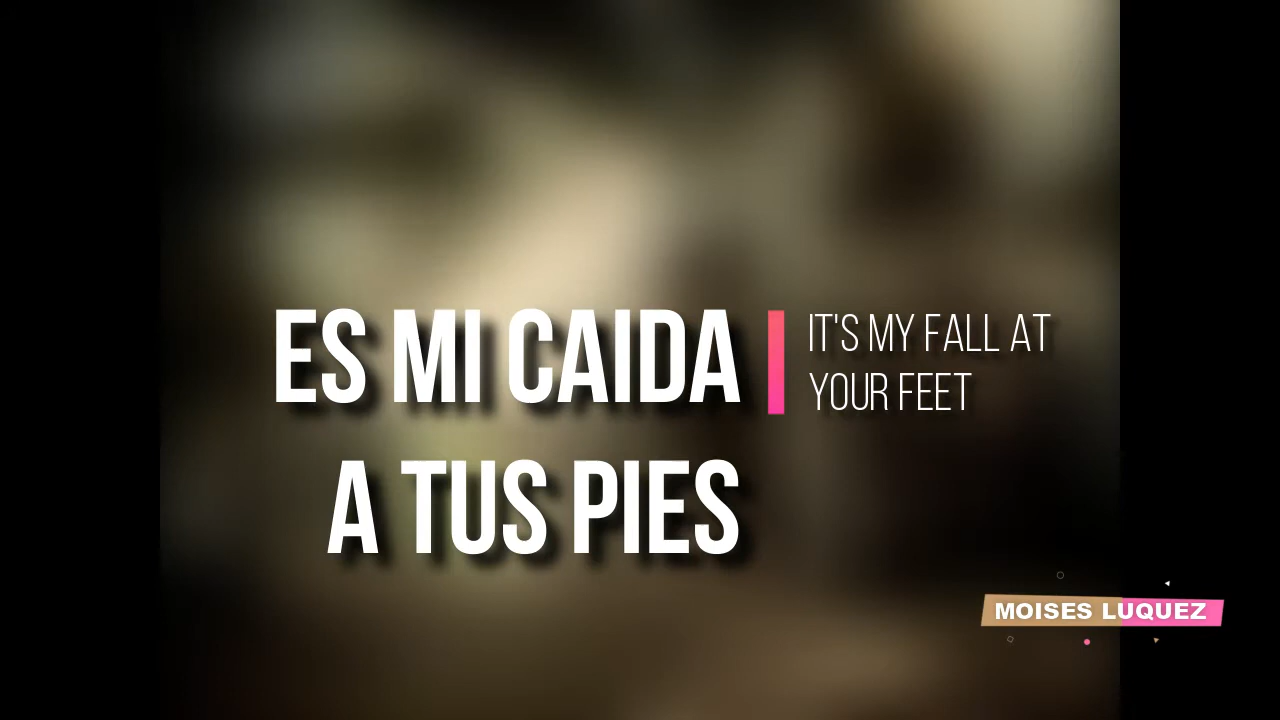 ES MI CAIDA
A TUS PIES
IT'S MY FALL AT
YOUR FEET
MOISES LUQUEZ